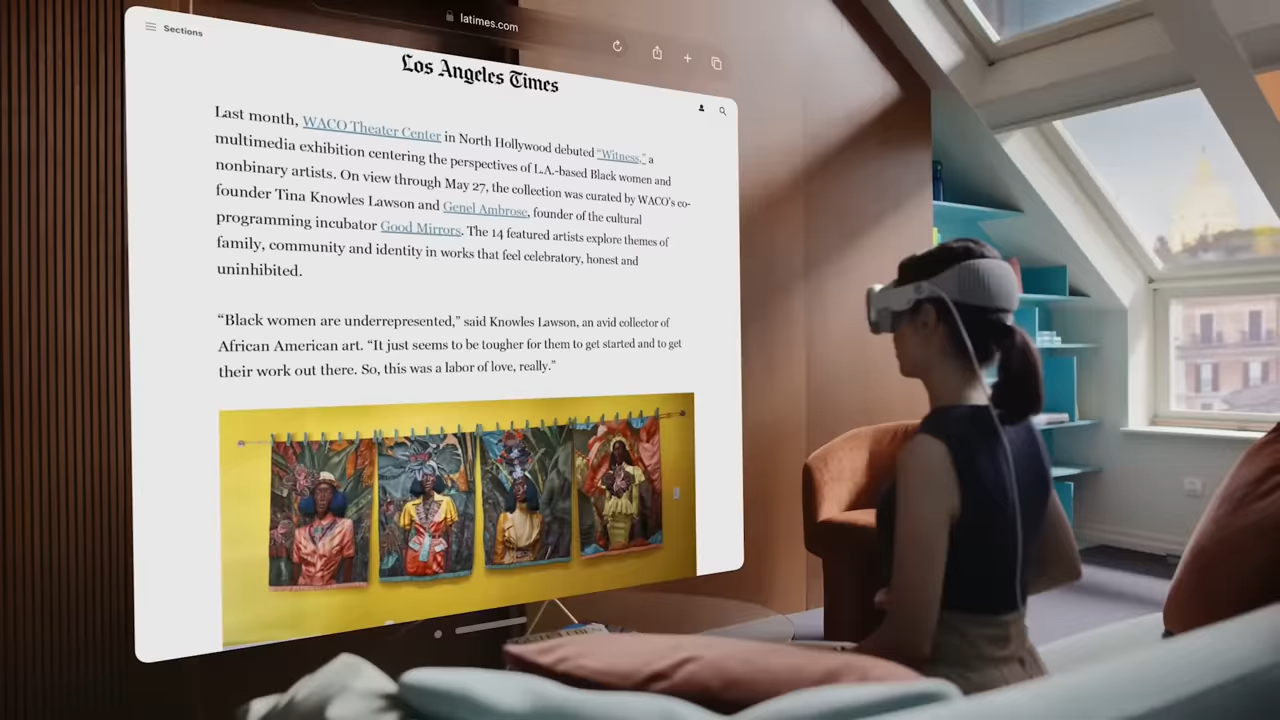 latimes.com
Sections
Los Angeles Times
Last month, WACO Theater Center in North Hollywood debuted “Witness,” a
multimedia exhibition centering the perspectives of L.A.-based Black women and
nonbinary artists. On view through May 27, the collection was curated by WACO’s co-
founder Tina Knowles Lawson and Genel Ambrose, founder of the cultural
programming incubator Good Mirrors. The 14 featured artists explore themes of
family, community and identity in works that feel celebratory, honest and
uninhibited.
“Black women are underrepresented,” said Knowles Lawson, an avid collector of
African American art. “It just seems to be tougher for them to get started and to get
their work out there. So, this was a labor of love, really.”